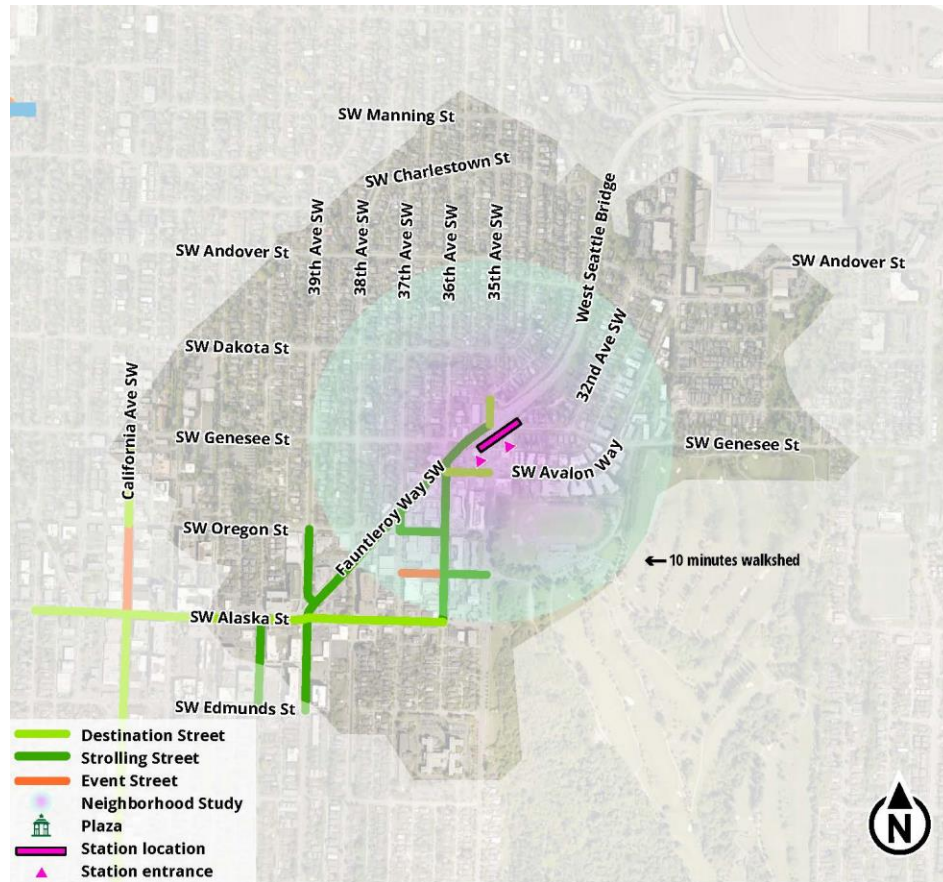 SW Manning St
SW Charlestown St
West Seattle Bridge
39th Ave SW
38th Ave SW
37th Ave SW
36th Ave SW
35th Ave SW
SW Andover St
SW Andover St
32nd Ave SW
SW Dakota St
California Ave SW
SW Genesee St
SW Genesee St
SW Avalon Way
Fauntleroy Way SW
SW Oregon St
← 10 minutes walkshed
SW Alaska St
SW Edmunds St
Destination Street
Strolling Street
Event Street
Neighborhood Study
Plaza
Station location
Station entrance
N